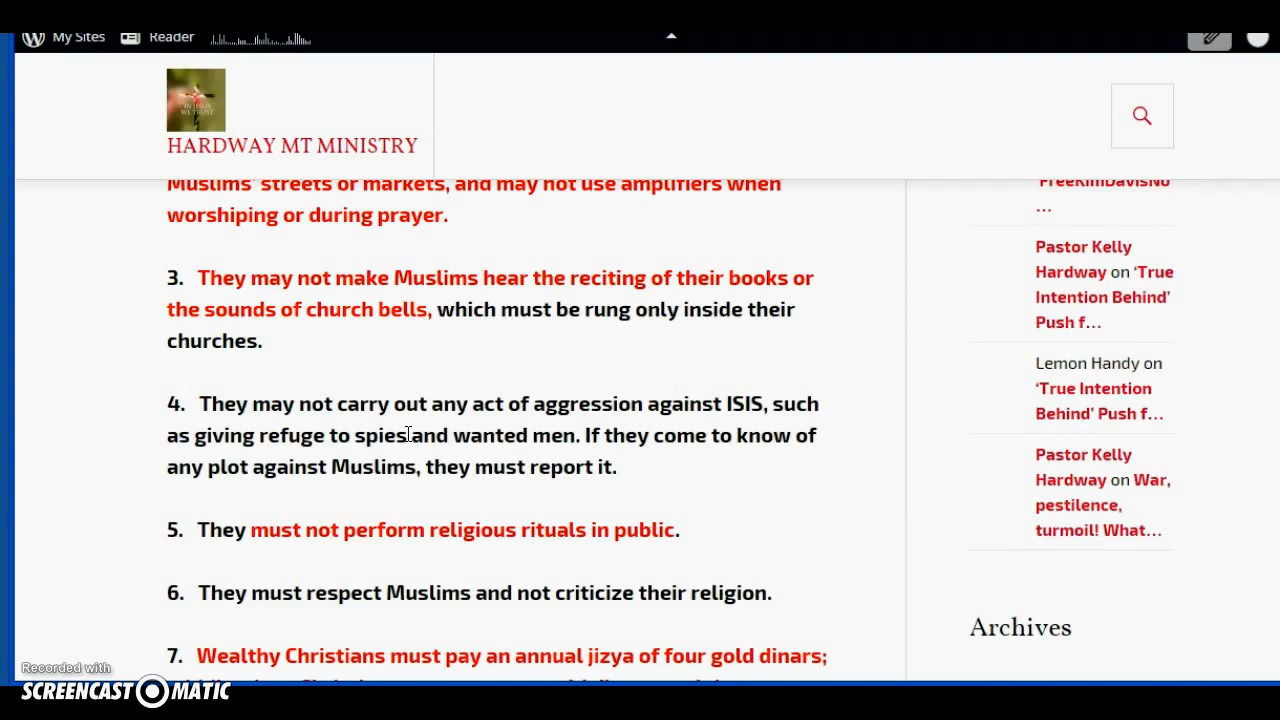 My Sites Reader
IN JESUS
WE TRUST
HARDWAY MT MINISTRY
Muslims' streets or markets, and may not use amplifiers when
worshiping or during prayer.
3. They may not make Muslims hear the reciting of their books or
the sounds of church bells, which must be rung only inside their
churches.
4. They may not carry out any act of aggression against ISIS, such
as giving refuge to spies and wanted men. If they come to know of
any plot against Muslims, they must report it.
5. They must not perform religious rituals in public.
6. They must respect Muslims and not criticize their religion.
7. Wealthy Christians must pay an annual jizya of four gold dinars;
'FreeKimDavisNo
…
Pastor Kelly
Hardway on 'True
Intention Behind'
Push f…
Lemon Handy on
'True Intention
Behind' Push f…
Pastor Kelly
Hardway on War,
pestilence,
turmoil! What…
Archives
Recorded with
SCREENCAST MATIC